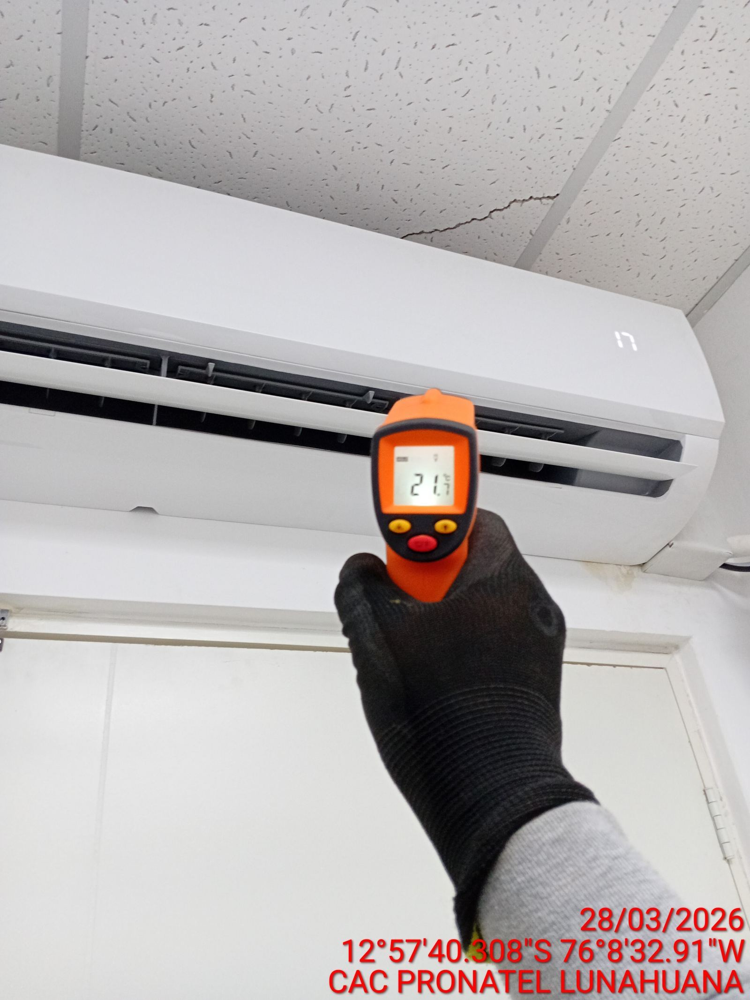 17
21.7
28/03/2026
12°57'40.308"S 76°8'32.91"W
CAC PRONATEL LUNAHUANA